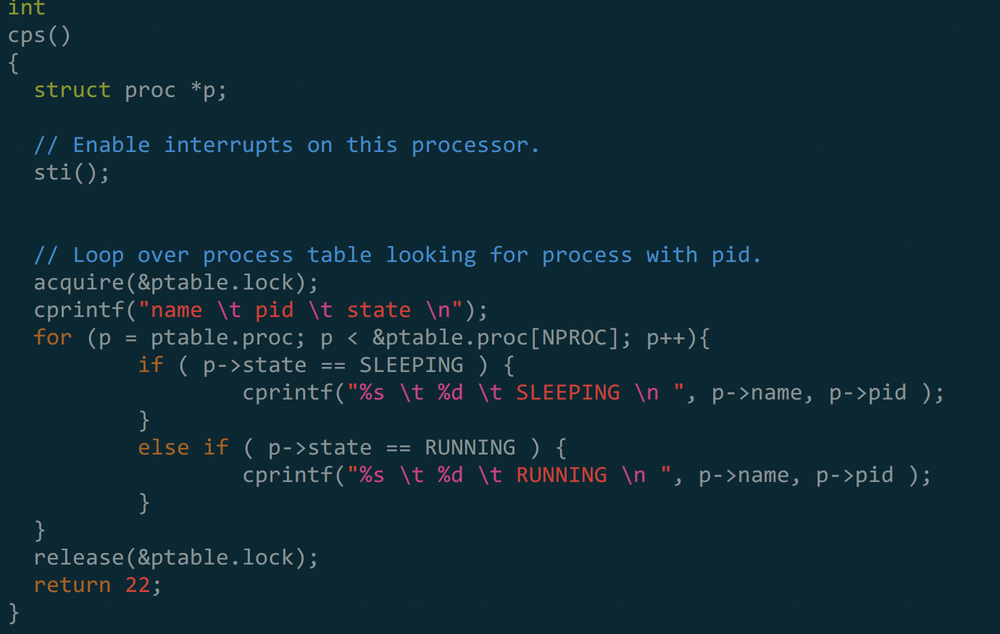 int
cps()
{
  struct proc *p;

  // Enable interrupts on this processor.
  sti();


  // Loop over process table looking for process with pid.
  acquire(&ptable.lock);
  cprintf("name \t pid \t state \n");
  for (p = ptable.proc; p < &ptable.proc[NPROC]; p++){
          if ( p->state == SLEEPING ) {
                  cprintf("%s \t %d \t SLEEPING \n ", p->name, p->pid );
          }
          else if ( p->state == RUNNING ) {
                  cprintf("%s \t %d \t RUNNING \n ", p->name, p->pid );
          }
  }
  release(&ptable.lock);
  return 22;
}